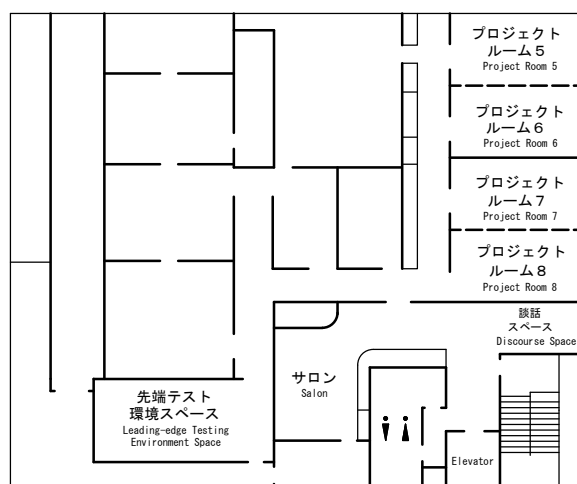 プロジェクト
ルーム5
Project Room 5
プロジェクト
ルーム6
Project Room 6
プロジェクト
ルーム7
Project Room 7
プロジェクト
ルーム8
Project Room 8
談話
スペース
Discourse Space
サロン
Salon
先端テスト
環境スペース
Leading-edge Testing
Environment Space
Elevator